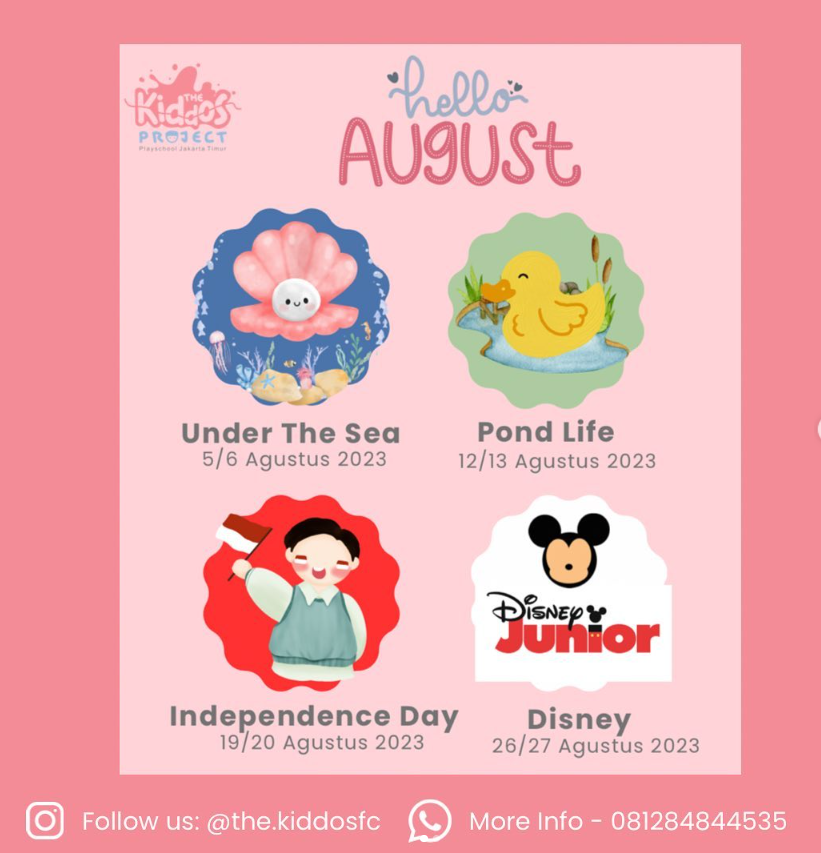 THE
Kiddos
PROJECT
Playschool Jakarta Timur
hello
AUGUST
Under The Sea
5/6 Agustus 2023
Pond Life
12/13 Agustus 2023
Independence Day
19/20 Agustus 2023
Disney
Junior
Disney
26/27 Agustus 2023
Follow us: @the.kiddosfc
More Info - 081284844535